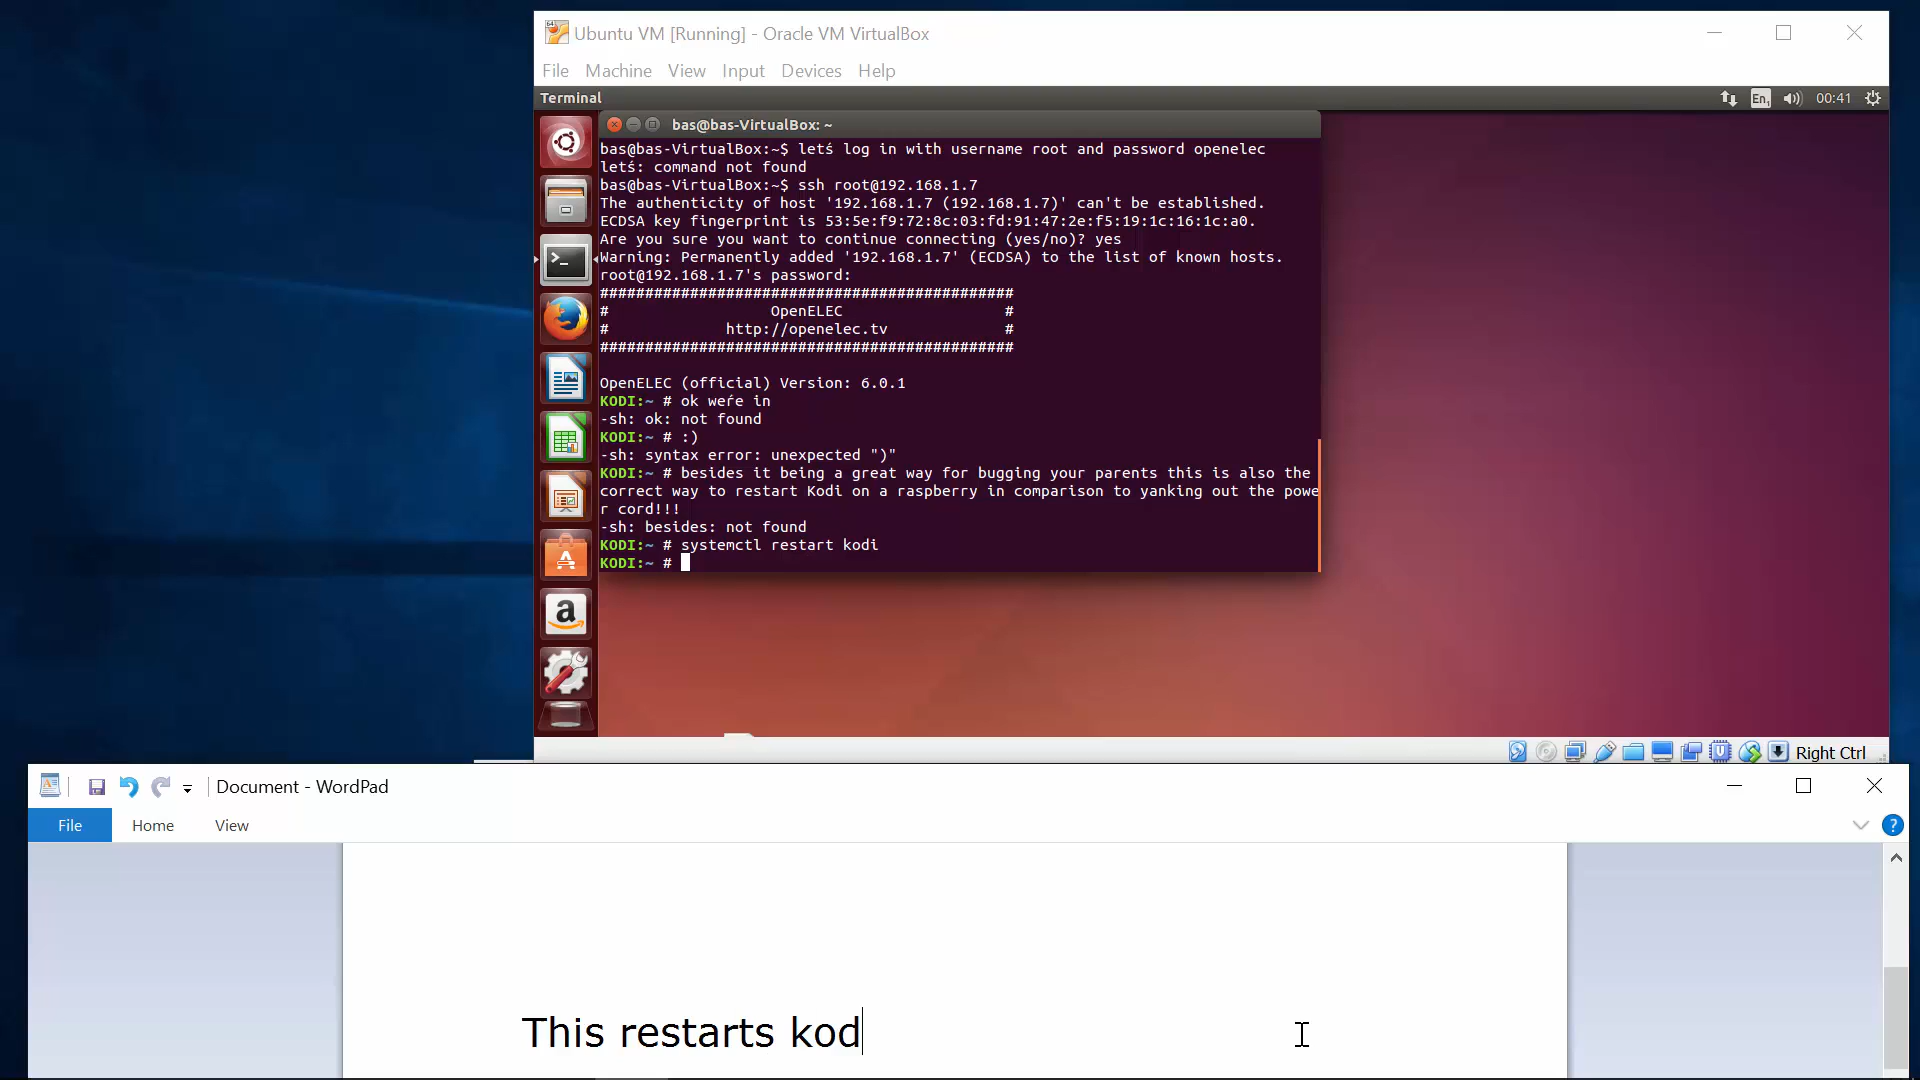 Ubuntu VM [Running] - Oracle VM VirtualBox
File Machine View Input Devices Help
Terminal
En1 00:41
bas@bas-VirtualBox: ~
bas@bas-VirtualBox:~$ letś log in with username root and password openelec
letś: command not found
bas@bas-VirtualBox:~$ ssh root@192.168.1.7
The authenticity of host '192.168.1.7 (192.168.1.7)' can't be established.
ECDSA key fingerprint is 53:5e:f9:72:8c:03:fd:91:47:2e:f5:19:1c:16:1c:a0.
Are you sure you want to continue connecting (yes/no)? yes
Warning: Permanently added '192.168.1.7' (ECDSA) to the list of known hosts.
root@192.168.1.7's password:
##############################################
# OpenELEC #
# http://openelec.tv #
##############################################
OpenELEC (official) Version: 6.0.1
KODI:~ # ok weŕe in
-sh: ok: not found
KODI:~ # :)
-sh: syntax error: unexpected ")"
KODI:~ # besides it being a great way for bugging your parents this is also the
correct way to restart Kodi on a raspberry in comparison to yanking out the powe
r cord!!!
-sh: besides: not found
KODI:~ # systemctl restart kodi
KODI:~ #
Right Ctrl
Document - WordPad
File Home View
This restarts kod